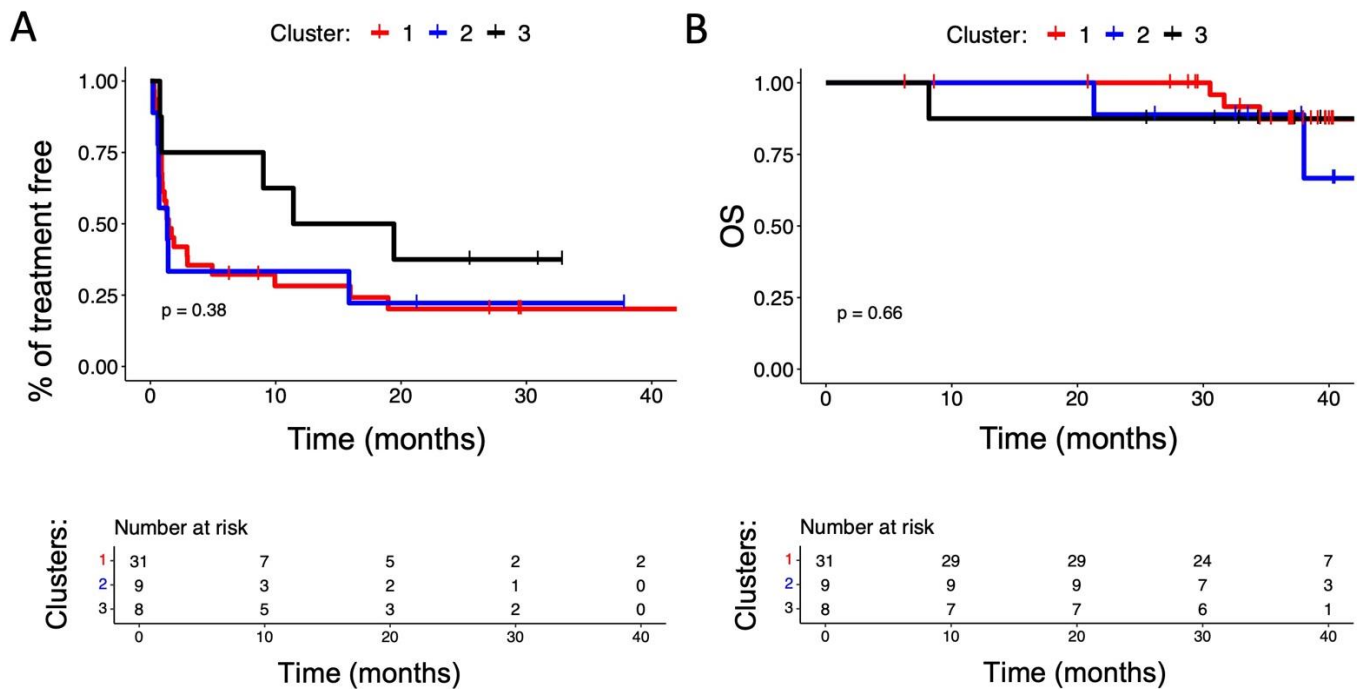 A
Cluster: 1 2 3
% of treatment free
1.00
0.75
0.50
0.25
0.00
p = 0.38
0 10 20 30 40
Time (months)
Clusters:
Number at risk
1 31 7 5 2 2
2 9 3 2 1 0
3 8 5 3 2 0
0 10 20 30 40
Time (months)
B
Cluster: 1 2 3
OS
1.00
0.75
0.50
0.25
0.00
p = 0.66
0 10 20 30 40
Time (months)
Clusters:
Number at risk
1 31 29 29 24 7
2 9 9 9 7 3
3 8 7 7 6 1
0 10 20 30 40
Time (months)